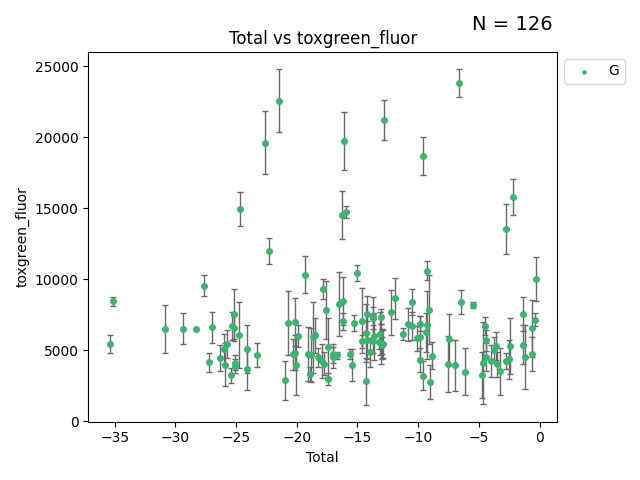 N = 126
Total vs toxgreen_fluor
G
toxgreen_fluor
25000
20000
15000
10000
5000
0
−35 −30 −25 −20 −15 −10 −5 0
Total